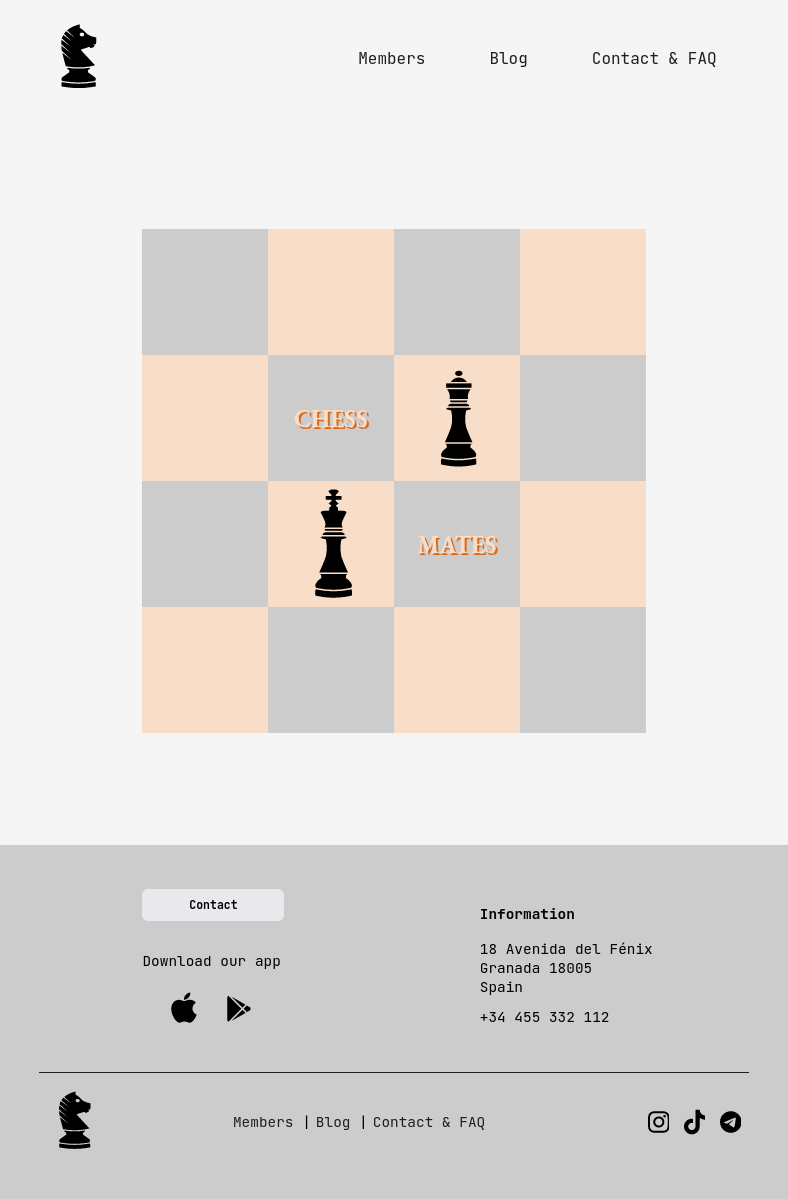 Members Blog Contact & FAQ
CHESS
MATES
Contact
Download our app
Information
18 Avenida del Fénix
Granada 18005
Spain
+34 455 332 112
Members | Blog | Contact & FAQ